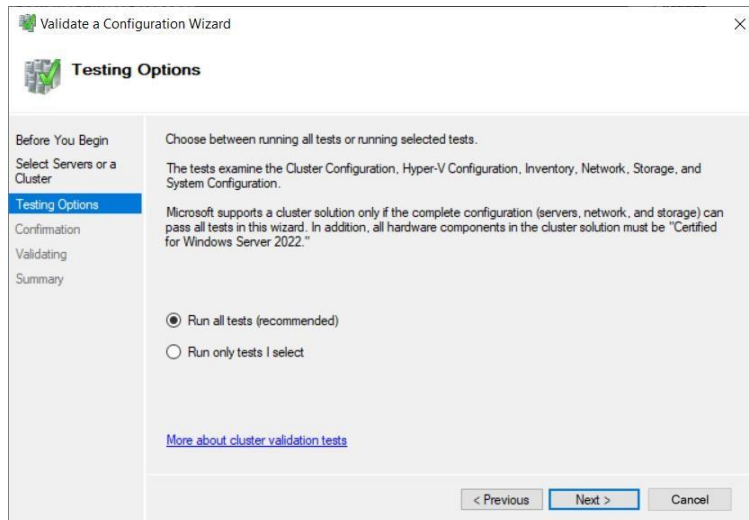 Validate a Configuration Wizard
Testing Options
Before You Begin
Select Servers or a
Cluster
Testing Options
Confirmation
Validating
Summary
Choose between running all tests or running selected tests.
The tests examine the Cluster Configuration, Hyper-V Configuration, Inventory, Network, Storage, and
System Configuration.
Microsoft supports a cluster solution only if the complete configuration (servers, network, and storage) can
pass all tests in this wizard. In addition, all hardware components in the cluster solution must be "Certified
for Windows Server 2022."
Run all tests (recommended)
Run only tests I select
More about cluster validation tests
< Previous
Next >
Cancel